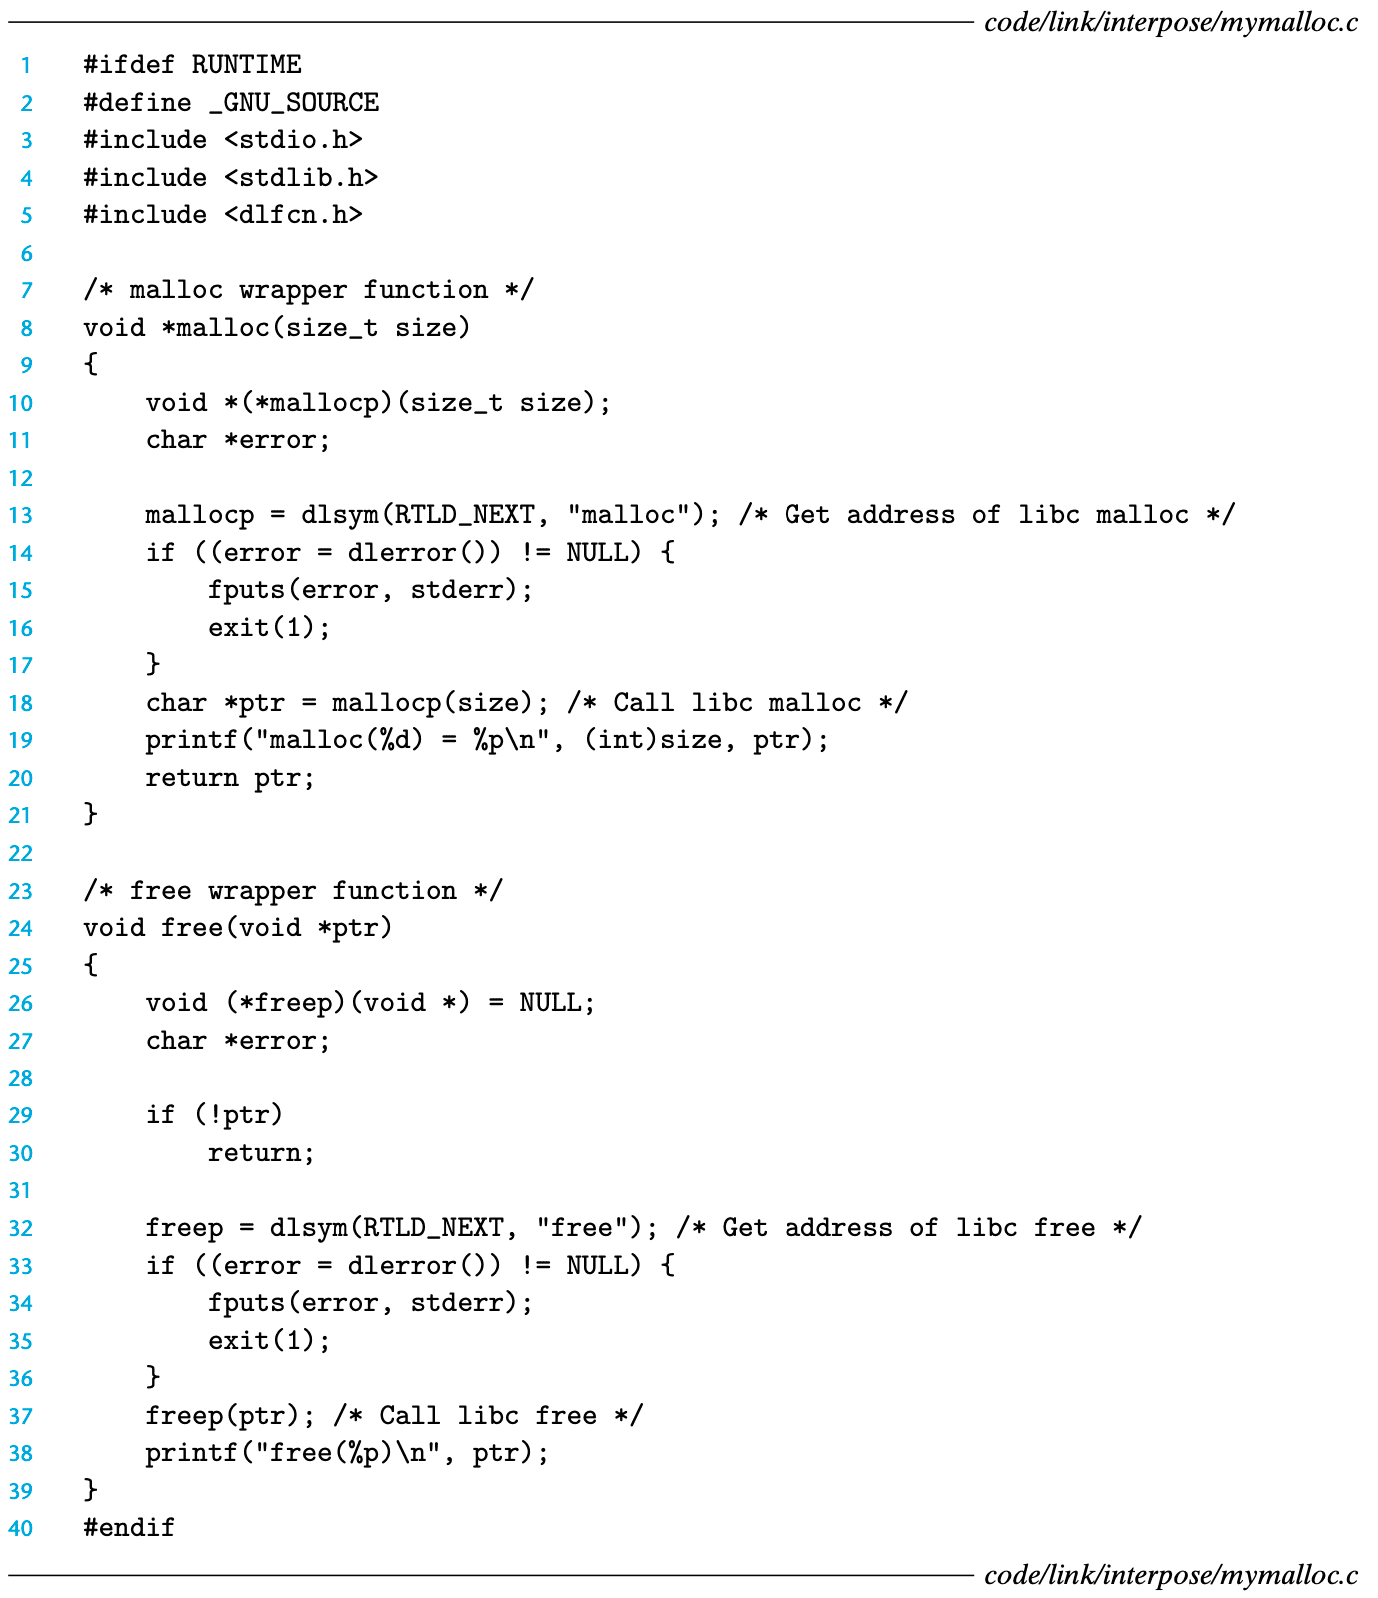 code/link/interpose/mymalloc.c
1 #ifdef RUNTIME
2 #define _GNU_SOURCE
3 #include <stdio.h>
4 #include <stdlib.h>
5 #include <dlfcn.h>
6
7 /* malloc wrapper function */
8 void *malloc(size_t size)
9 {
10     void *(*mallocp)(size_t size);
11     char *error;
12
13     mallocp = dlsym(RTLD_NEXT, "malloc"); /* Get address of libc malloc */
14     if ((error = dlerror()) != NULL) {
15         fputs(error, stderr);
16         exit(1);
17     }
18     char *ptr = mallocp(size); /* Call libc malloc */
19     printf("malloc(%d) = %p\n", (int)size, ptr);
20     return ptr;
21 }
22
23 /* free wrapper function */
24 void free(void *ptr)
25 {
26     void (*freep)(void *) = NULL;
27     char *error;
28
29     if (!ptr)
30         return;
31
32     freep = dlsym(RTLD_NEXT, "free"); /* Get address of libc free */
33     if ((error = dlerror()) != NULL) {
34         fputs(error, stderr);
35         exit(1);
36     }
37     freep(ptr); /* Call libc free */
38     printf("free(%p)\n", ptr);
39 }
40 #endif
code/link/interpose/mymalloc.c